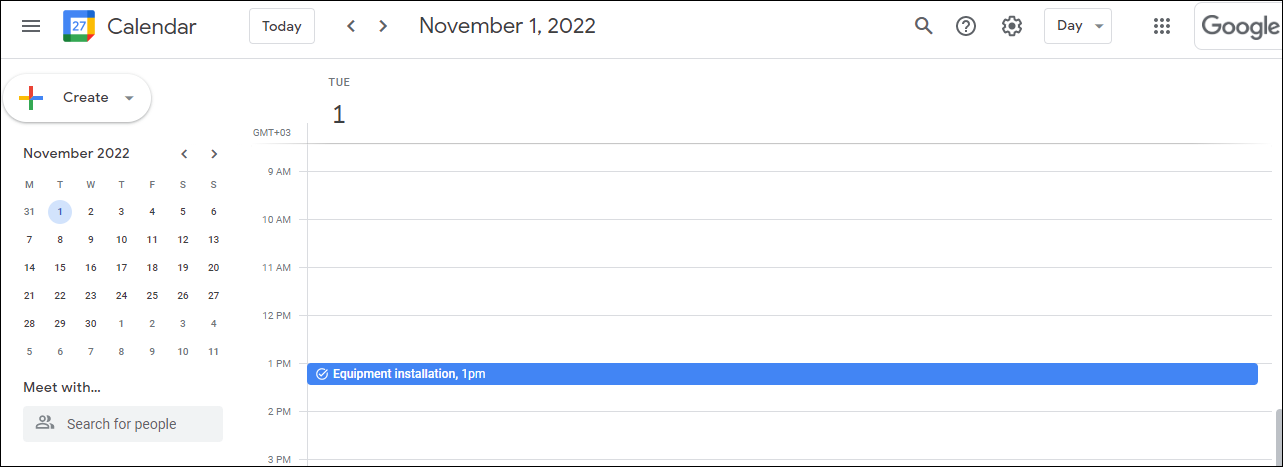 27 Calendar Today November 1, 2022 Day Google
Create
TUE
1
GMT+03
November 2022
M T W T F S S
31 1 2 3 4 5 6
7 8 9 10 11 12 13
14 15 16 17 18 19 20
21 22 23 24 25 26 27
28 29 30 1 2 3 4
5 6 7 8 9 10 11
Meet with...
Search for people
9 AM
10 AM
11 AM
12 PM
1 PM
Equipment installation, 1pm
2 PM
3 PM